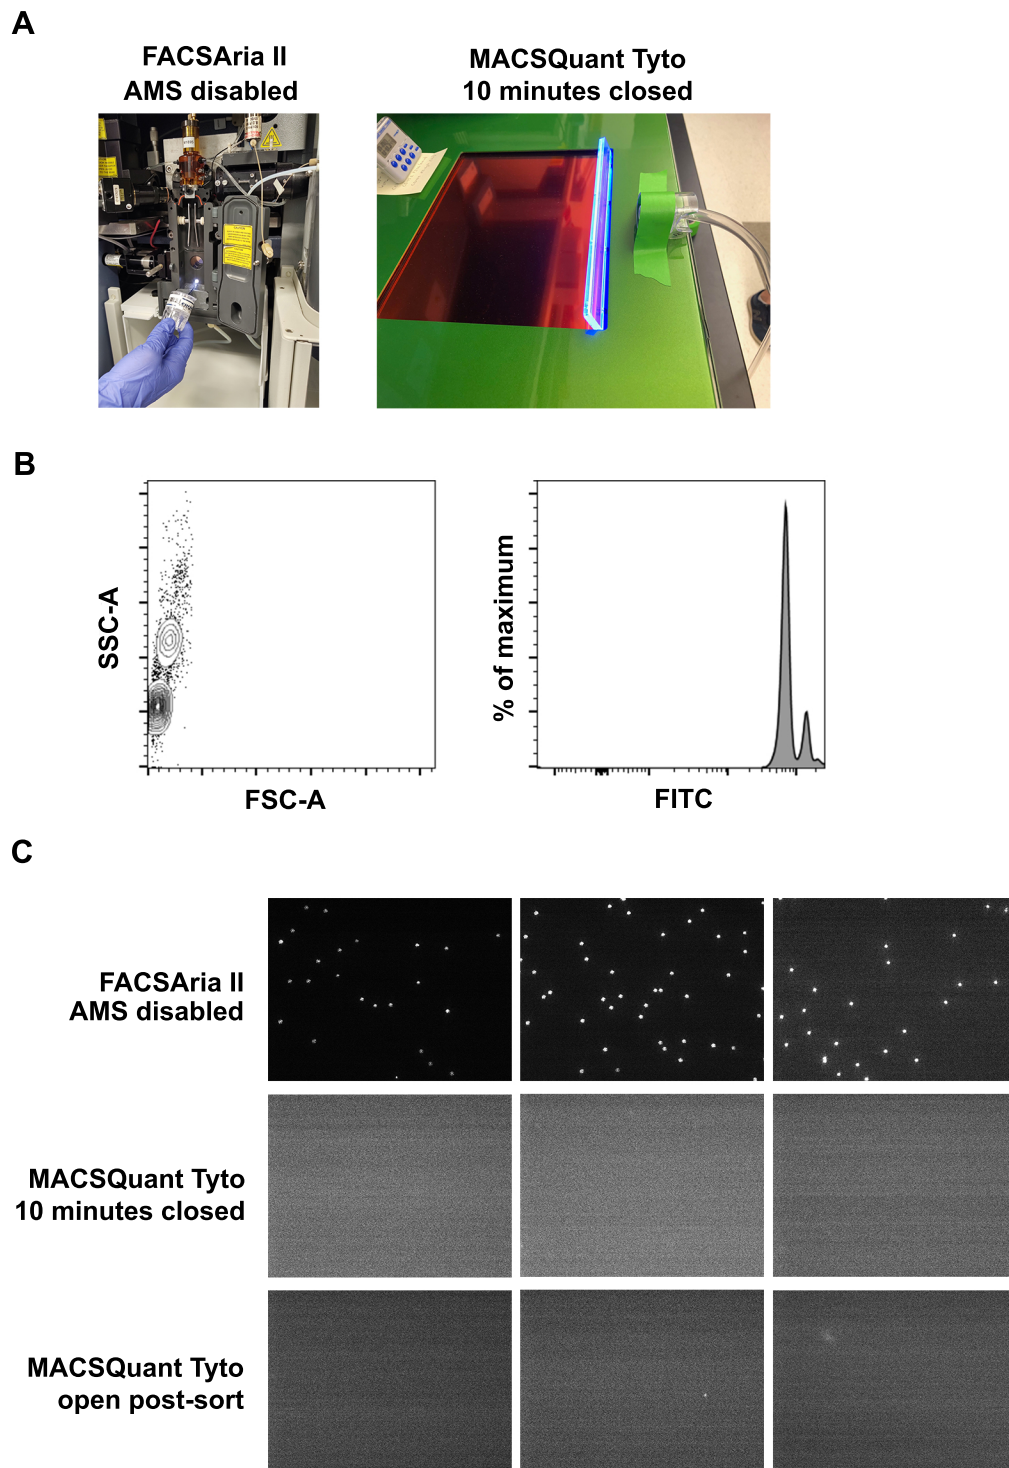 A
FACSAria II
AMS disabled
MACSQuant Tyto
10 minutes closed
B
SSC-A
FSC-A
% of maximum
FITC
C
FACSAria II
AMS disabled
MACSQuant Tyto
10 minutes closed
MACSQuant Tyto
open post-sort